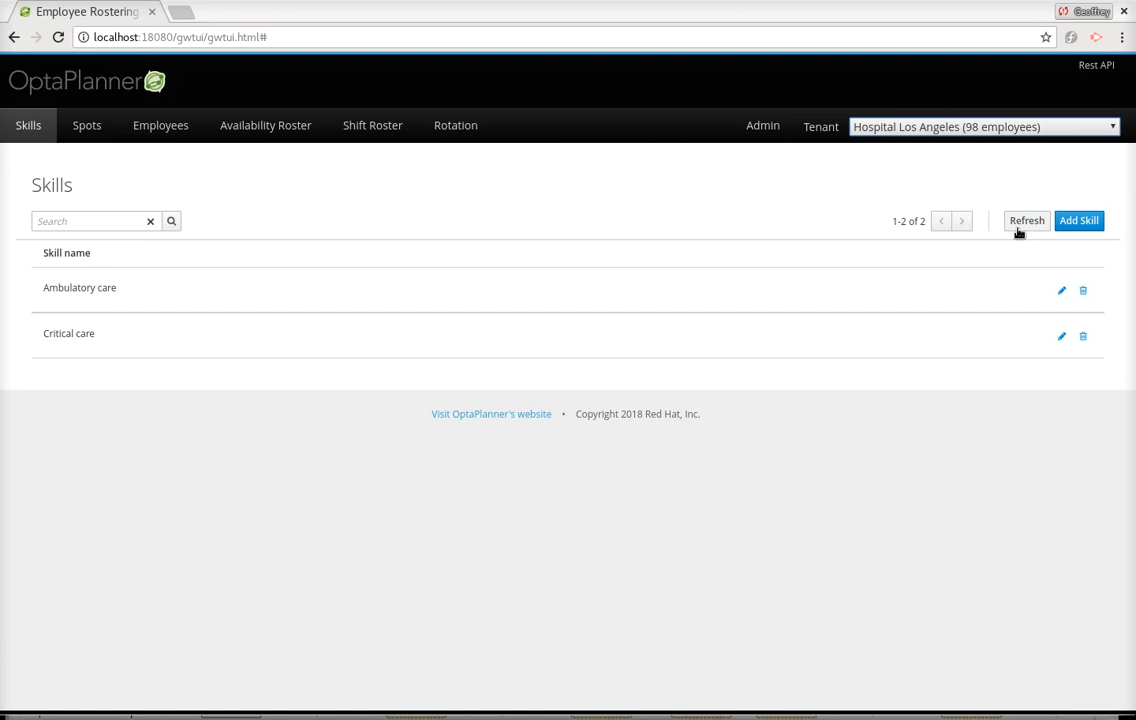 Employee Rostering
Geoffrey
localhost:18080/gwtui/gwtui.html#
Rest API
OptaPlanner
Skills Spots Employees Availability Roster Shift Roster Rotation Admin Tenant Hospital Los Angeles (98 employees)
Skills
Search 1-2 of 2 Refresh Add Skill
Skill name
Ambulatory care
Critical care
Visit OptaPlanner's website • Copyright 2018 Red Hat, Inc.